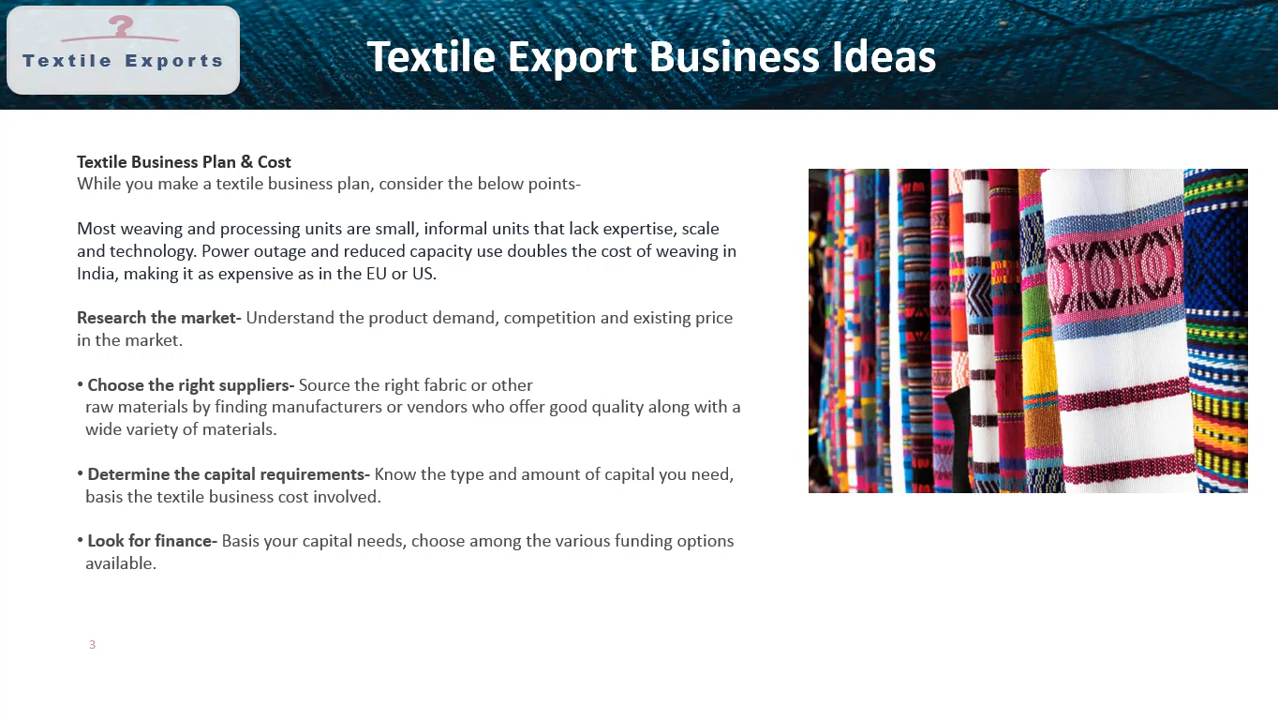 Textile Exports
Textile Export Business Ideas
Textile Business Plan & Cost
While you make a textile business plan, consider the below points-
Most weaving and processing units are small, informal units that lack expertise, scale
and technology. Power outage and reduced capacity use doubles the cost of weaving in
India, making it as expensive as in the EU or US.
Research the market- Understand the product demand, competition and existing price
in the market.
• Choose the right suppliers- Source the right fabric or other
raw materials by finding manufacturers or vendors who offer good quality along with a
wide variety of materials.
• Determine the capital requirements- Know the type and amount of capital you need,
basis the textile business cost involved.
• Look for finance- Basis your capital needs, choose among the various funding options
available.
3